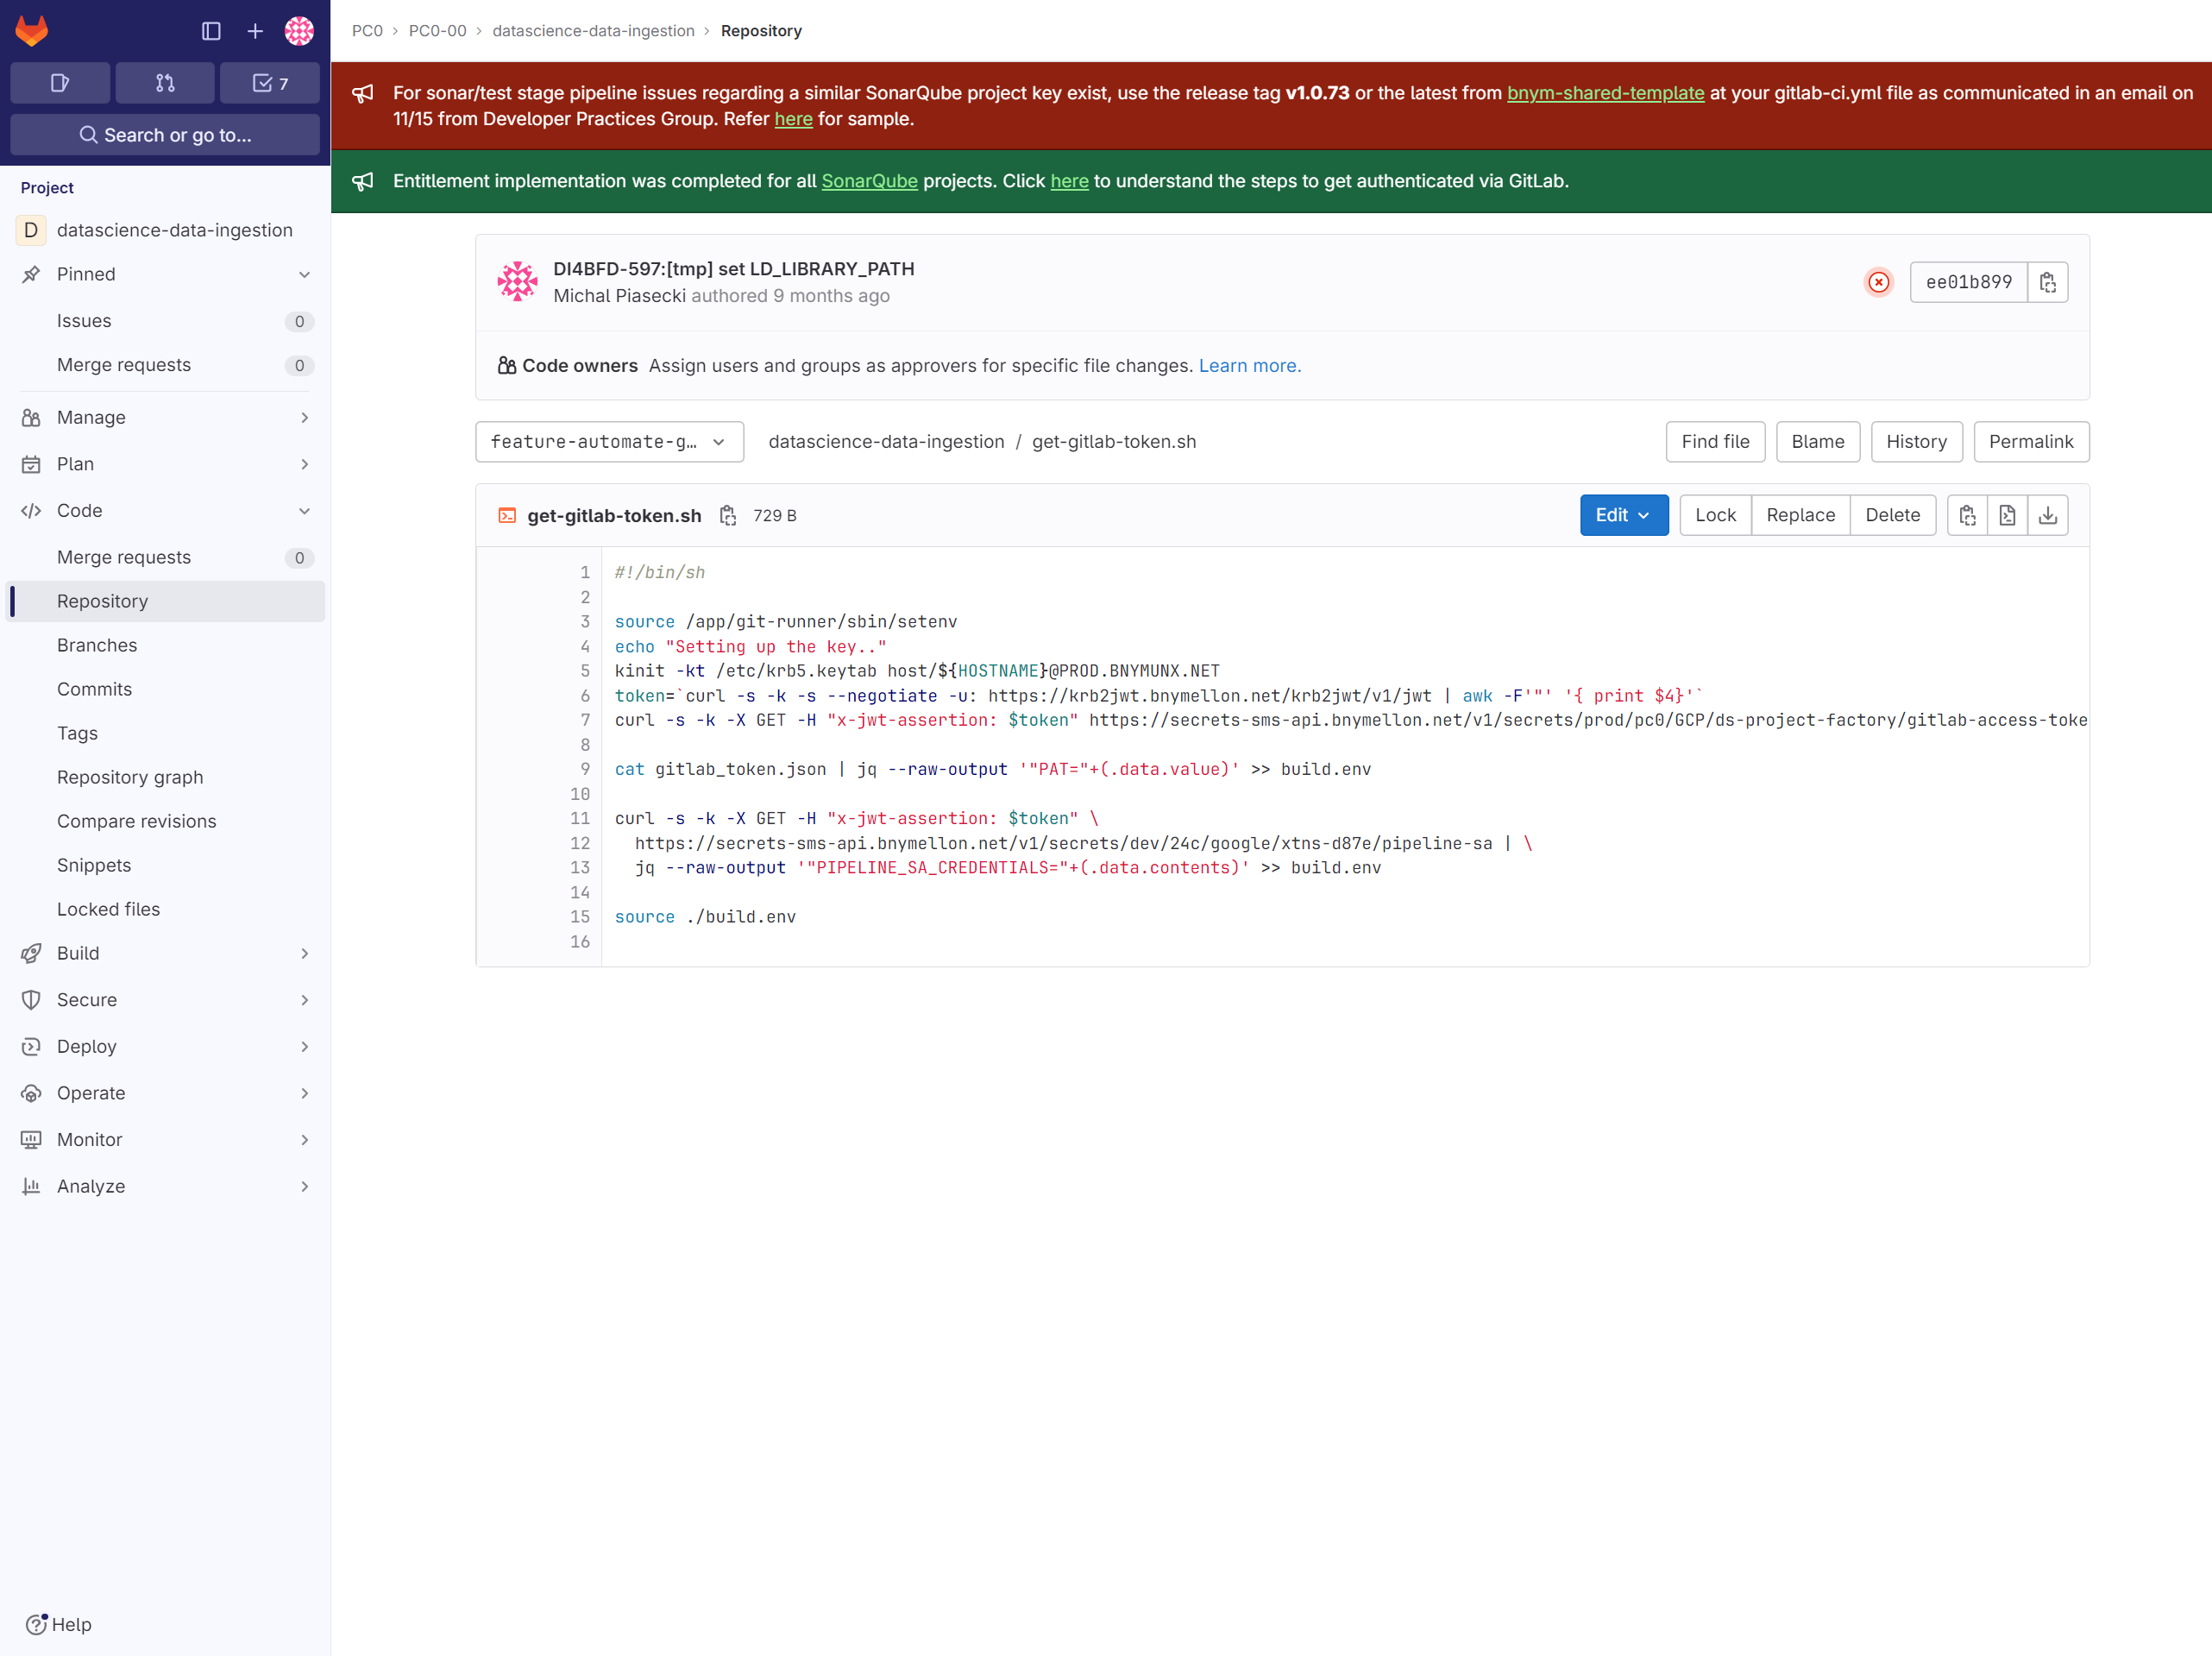 PC0 › PC0-00 › datascience-data-ingestion › Repository
7
Search or go to...
For sonar/test stage pipeline issues regarding a similar SonarQube project key exist, use the release tag v1.0.73 or the latest from bnym-shared-template at your gitlab-ci.yml file as communicated in an email on
11/15 from Developer Practices Group. Refer here for sample.
Entitlement implementation was completed for all SonarQube projects. Click here to understand the steps to get authenticated via GitLab.
Project
D datascience-data-ingestion
Pinned
Issues 0
Merge requests 0
Manage
Plan
Code
Merge requests 0
Repository
Branches
Commits
Tags
Repository graph
Compare revisions
Snippets
Locked files
Build
Secure
Deploy
Operate
Monitor
Analyze
Help
DI4BFD-597:[tmp] set LD_LIBRARY_PATH
Michal Piasecki authored 9 months ago
ee01b899
Code owners Assign users and groups as approvers for specific file changes. Learn more.
feature-automate-g… datascience-data-ingestion / get-gitlab-token.sh
Find file Blame History Permalink
get-gitlab-token.sh 729 B
Edit Lock Replace Delete
1 #!/bin/sh
2
3 source /app/git-runner/sbin/setenv
4 echo "Setting up the key.."
5 kinit -kt /etc/krb5.keytab host/${HOSTNAME}@PROD.BNYMUNX.NET
6 token=`curl -s -k -s --negotiate -u: https://krb2jwt.bnymellon.net/krb2jwt/v1/jwt | awk -F'"' '{ print $4}'`
7 curl -s -k -X GET -H "x-jwt-assertion: $token" https://secrets-sms-api.bnymellon.net/v1/secrets/prod/pc0/GCP/ds-project-factory/gitlab-access-toke
8
9 cat gitlab_token.json | jq --raw-output '"PAT="+(.data.value)' >> build.env
10
11 curl -s -k -X GET -H "x-jwt-assertion: $token" \
12   https://secrets-sms-api.bnymellon.net/v1/secrets/dev/24c/google/xtns-d87e/pipeline-sa | \
13   jq --raw-output '"PIPELINE_SA_CREDENTIALS="+(.data.contents)' >> build.env
14
15 source ./build.env
16